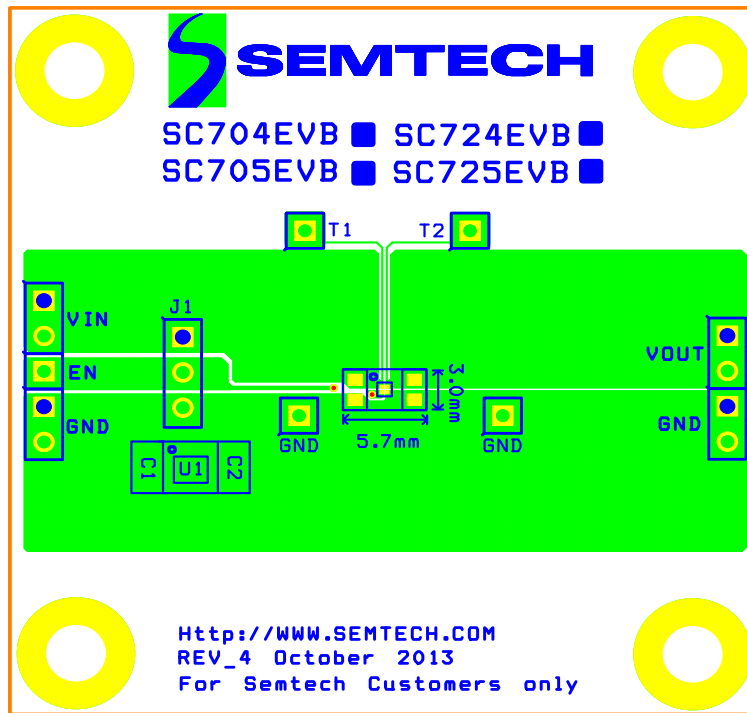 SEMTECH
SC704EVB SC724EVB
SC705EVB SC725EVB
T1 T2
J1
VIN
VOUT
EN
3.0mm
GND
GND
GND
GND
5.7mm
C1 U1 C2
Http://WWW.SEMTECH.COM
REV_4 October 2013
For Semtech Customers only